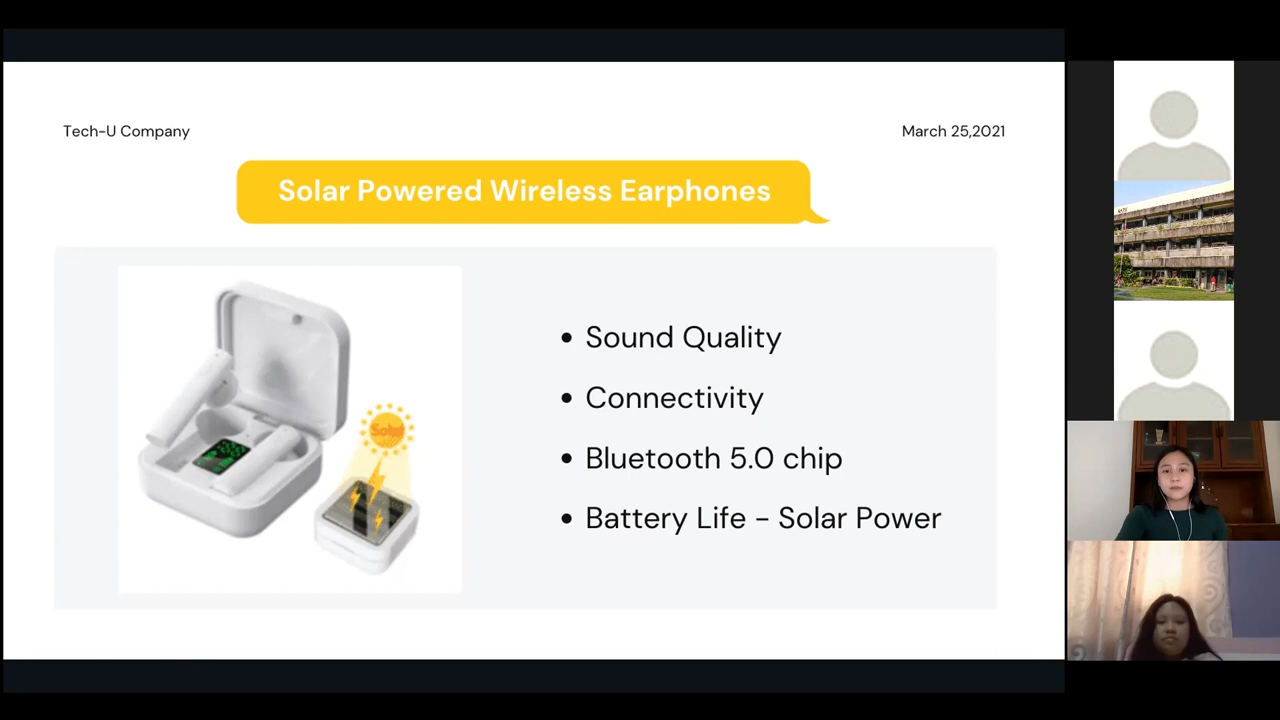 Tech-U Company
March 25,2021
Solar Powered Wireless Earphones
Solar
• Sound Quality
• Connectivity
• Bluetooth 5.0 chip
• Battery Life - Solar Power